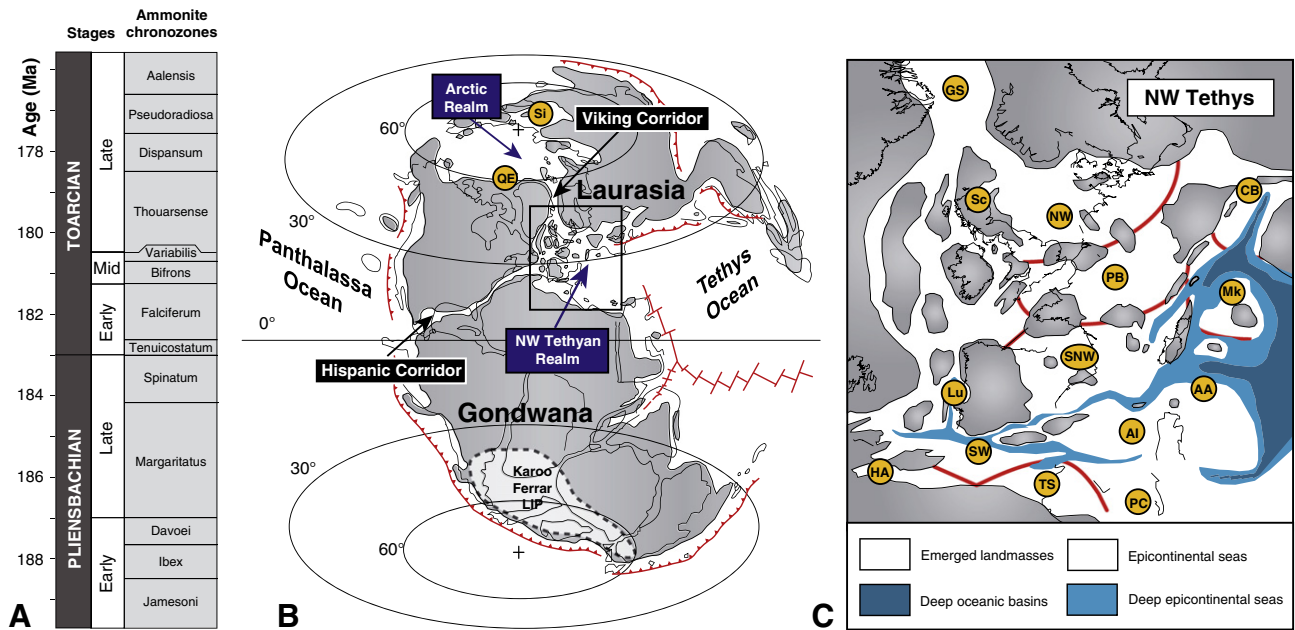 Stages
Ammonite
chronozones
Age (Ma)
178
180
182
184
186
188
TOARCIAN
PLIENSBACHIAN
Late
Mid
Early
Late
Early
Aalensis
Pseudoradiosa
Dispansum
Thouarsense
Variabilis
Bifrons
Falciferum
Tenuicostatum
Spinatum
Margaritatus
Davoei
Ibex
Jamesoni
A
Arctic
Realm
Si
Viking Corridor
60°
QE
Laurasia
30°
Panthalassa
Ocean
Tethys
Ocean
0°
NW Tethyan
Realm
Hispanic Corridor
Gondwana
30°
Karoo
Ferrar
LIP
60°
B
NW Tethys
GS
CB
Sc
NW
PB
Mk
SNW
Lu
AA
AI
SW
HA
TS
PC
Emerged landmasses
Epicontinental seas
Deep oceanic basins
Deep epicontinental seas
C